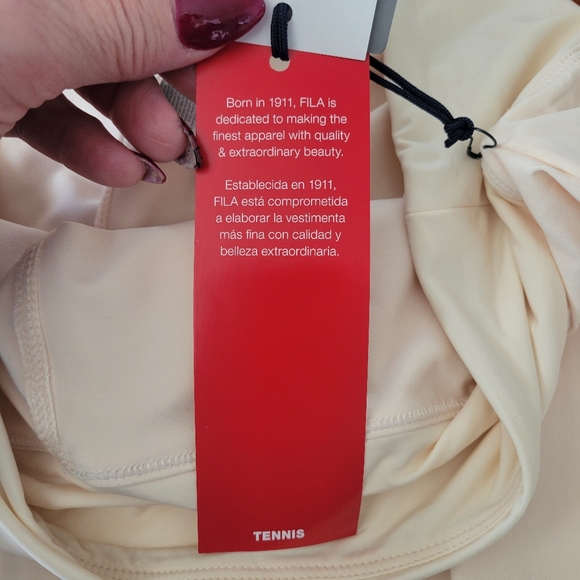 Born in 1911, FILA is
dedicated to making the
finest apparel with quality
& extraordinary beauty.
Establecida en 1911,
FILA está comprometida
a elaborar la vestimenta
más fina con calidad y
belleza extraordinaria.
TENNIS